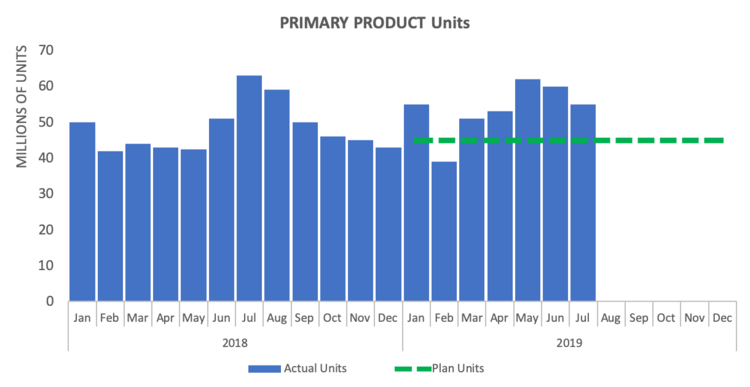 PRIMARY PRODUCT Units
MILLIONS OF UNITS
70
60
50
40
30
20
10
0
Jan Feb Mar Apr May Jun Jul Aug Sep Oct Nov Dec Jan Feb Mar Apr May Jun Jul Aug Sep Oct Nov Dec
2018 2019
Actual Units Plan Units